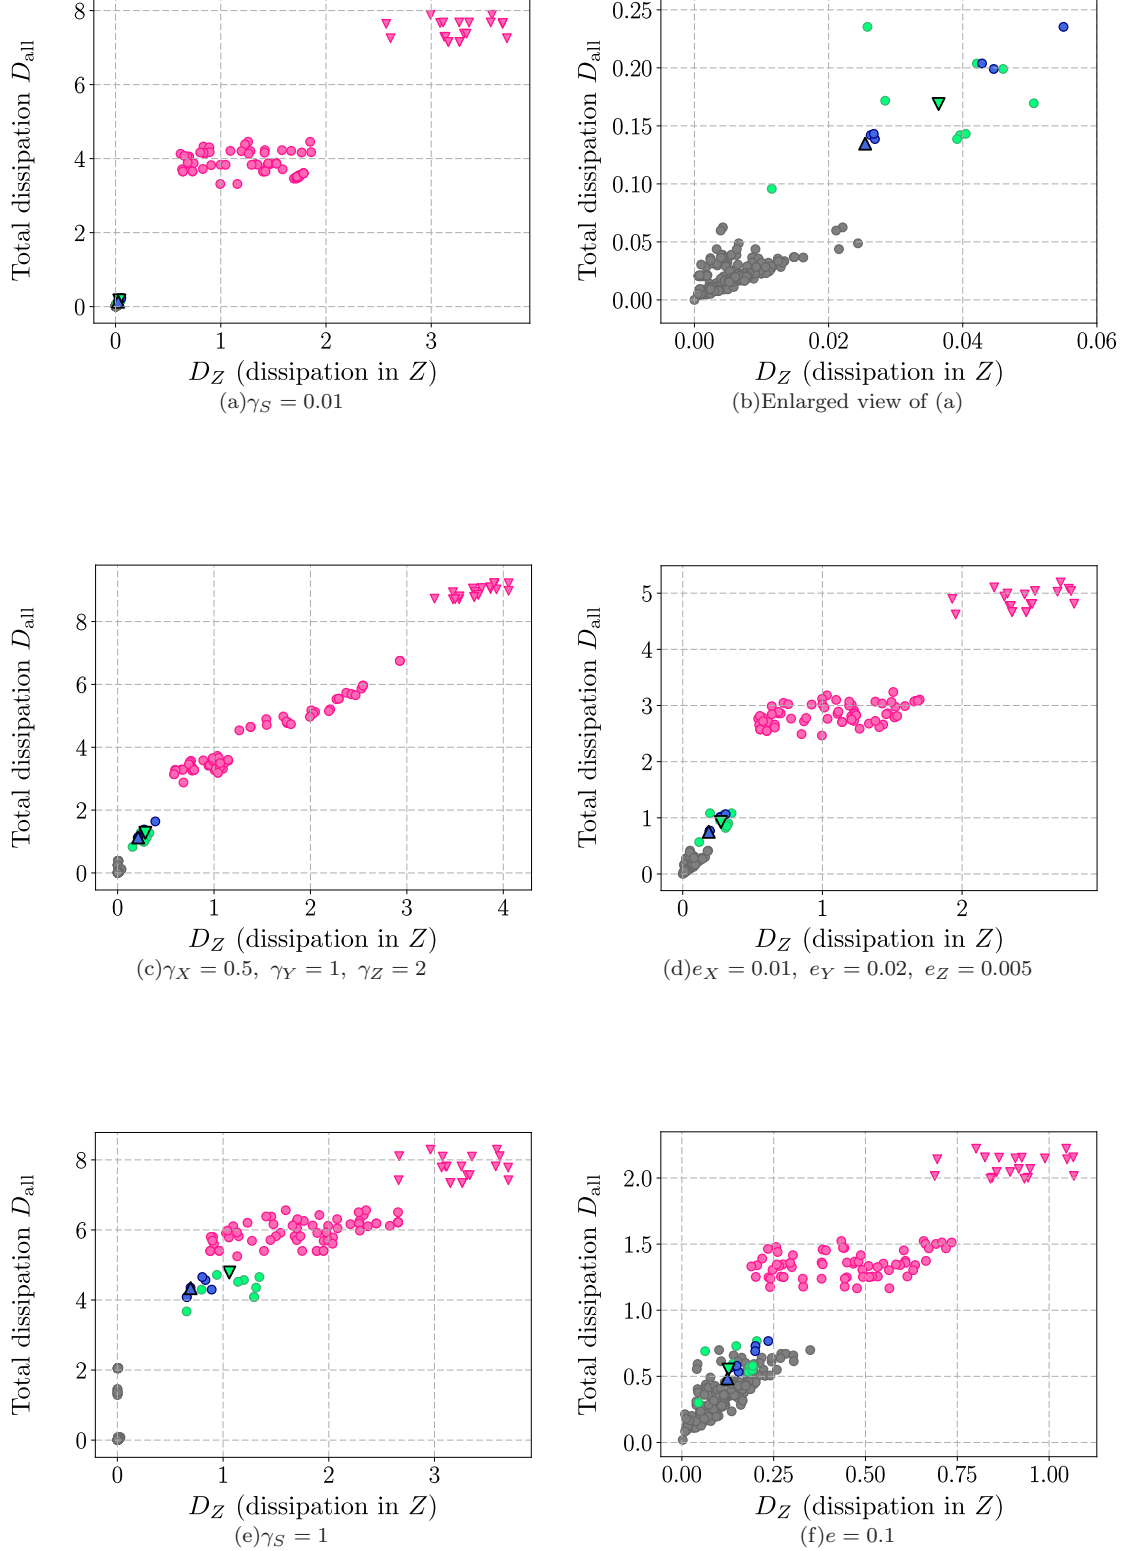 8
6
4
2
0
Total dissipation D_all
0 1 2 3
D_Z (dissipation in Z)
(a)γ_S = 0.01
0.25
0.20
0.15
0.10
0.05
0.00
Total dissipation D_all
0.00 0.02 0.04 0.06
D_Z (dissipation in Z)
(b)Enlarged view of (a)
8
6
4
2
0
Total dissipation D_all
0 1 2 3 4
D_Z (dissipation in Z)
(c)γ_X = 0.5, γ_Y = 1, γ_Z = 2
5
4
3
2
1
0
Total dissipation D_all
0 1 2
D_Z (dissipation in Z)
(d)e_X = 0.01, e_Y = 0.02, e_Z = 0.005
8
6
4
2
0
Total dissipation D_all
0 1 2 3
D_Z (dissipation in Z)
(e)γ_S = 1
2.0
1.5
1.0
0.5
0.0
Total dissipation D_all
0.00 0.25 0.50 0.75 1.00
D_Z (dissipation in Z)
(f)e = 0.1